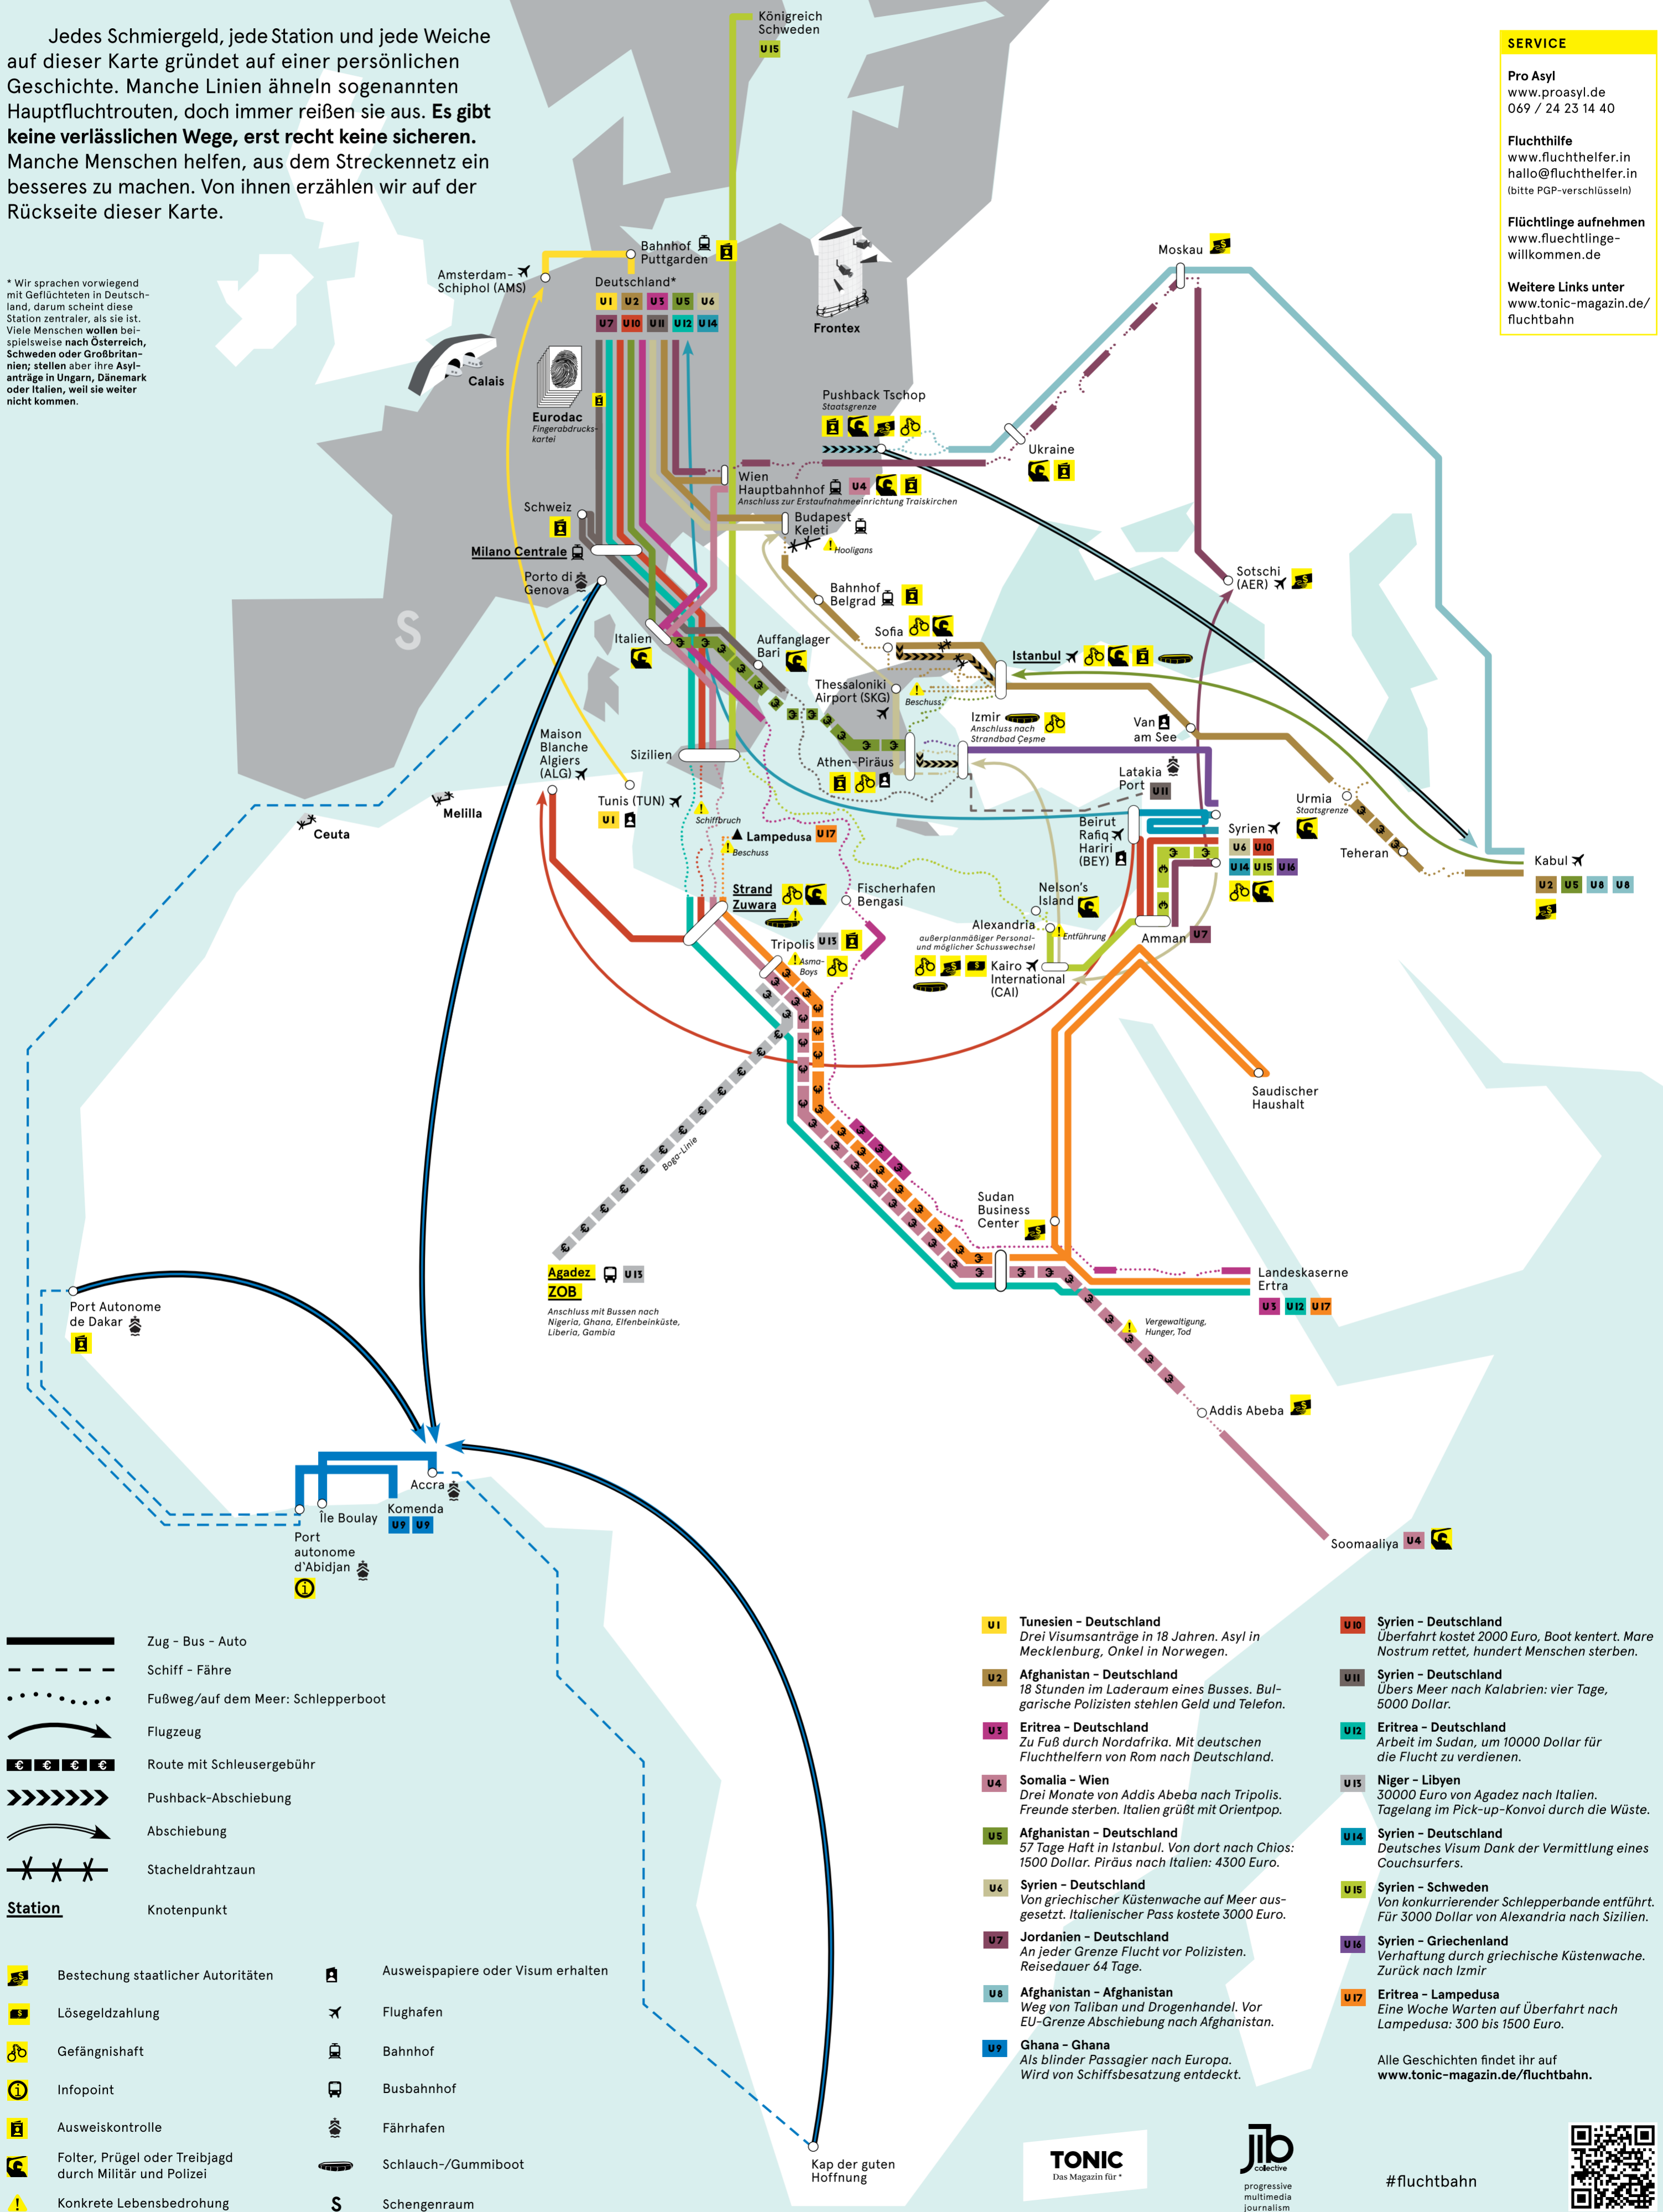 Jedes Schmiergeld, jede Station und jede Weiche
auf dieser Karte gründet auf einer persönlichen
Geschichte. Manche Linien ähneln sogenannten
Hauptfluchtrouten, doch immer reißen sie aus. Es gibt
keine verlässlichen Wege, erst recht keine sicheren.
Manche Menschen helfen, aus dem Streckennetz ein
besseres zu machen. Von ihnen erzählen wir auf der
Rückseite dieser Karte.
* Wir sprachen vorwiegend
mit Geflüchteten in Deutsch-
land, darum scheint diese
Station zentraler, als sie ist.
Viele Menschen wollen bei-
spielsweise nach Österreich,
Schweden oder Großbritan-
nien; stellen aber ihre Asyl-
anträge in Ungarn, Dänemark
oder Italien, weil sie weiter
nicht kommen.
Königreich
Schweden
U15
SERVICE
Pro Asyl
www.proasyl.de
069 / 24 23 14 40
Fluchthilfe
www.fluchthelfer.in
hallo@fluchthelfer.in
(bitte PGP-verschlüsseln)
Flüchtlinge aufnehmen
www.fluechtlinge-
willkommen.de
Weitere Links unter
www.tonic-magazin.de/
fluchtbahn
Bahnhof
Puttgarden
Amsterdam-
Schiphol (AMS)
Deutschland*
U1 U2 U3 U5 U6
U7 U10 U11 U12 U14
Frontex
Moskau
Calais
Eurodac
Fingerabdrucks-
kartei
Pushback Tschop
Staatsgrenze
Ukraine
Wien
Hauptbahnhof U4
Anschluss zur Erstaufnahmeeinrichtung Traiskirchen
Schweiz
Budapest
Keleti
Hooligans
Milano Centrale
Porto di
Genova
Sotschi
(AER)
Bahnhof
Belgrad
S
Italien
Auffanglager
Bari
Sofia
Istanbul
Thessaloniki
Airport (SKG)
Beschuss
Izmir
Anschluss nach
Strandbad Çeşme
Van
am See
Maison
Blanche
Algiers
(ALG)
Sizilien
Athen-Piräus
Latakia
Port
U11
Tunis (TUN)
U1
Schiffbruch
Urmia
Staatsgrenze
Melilla
Ceuta
Lampedusa U17
Beschuss
Beirut
Rafiq
Hariri
(BEY)
Syrien
U6 U10
U14 U15 U16
Teheran
Kabul
U2 U5 U8 U8
Strand
Zuwara
Fischerhafen
Bengasi
Nelson's
Island
Alexandria
Entführung
außerplanmäßiger Personal-
und möglicher Schusswechsel
Amman U7
Tripolis U13
Asma-
Boys
Kairo
International
(CAI)
Saudischer
Haushalt
Boga-Linie
Sudan
Business
Center
Agadez U13
ZOB
Anschluss mit Bussen nach
Nigeria, Ghana, Elfenbeinküste,
Liberia, Gambia
Landeskaserne
Ertra
U3 U12 U17
Port Autonome
de Dakar
Vergewaltigung,
Hunger, Tod
Addis Abeba
Accra
Île Boulay
Komenda
U9 U9
Port
autonome
d'Abidjan
Soomaaliya U4
Zug - Bus - Auto
Schiff - Fähre
Fußweg/auf dem Meer: Schlepperboot
Flugzeug
€ € € € Route mit Schleusergebühr
Pushback-Abschiebung
Abschiebung
Stacheldrahtzaun
Station Knotenpunkt
Bestechung staatlicher Autoritäten
Lösegeldzahlung
Gefängnishaft
Infopoint
Ausweiskontrolle
Folter, Prügel oder Treibjagd
durch Militär und Polizei
Konkrete Lebensbedrohung
Ausweispapiere oder Visum erhalten
Flughafen
Bahnhof
Busbahnhof
Fährhafen
Schlauch-/Gummiboot
S Schengenraum
Kap der guten
Hoffnung
U1 Tunesien - Deutschland
Drei Visumsanträge in 18 Jahren. Asyl in
Mecklenburg, Onkel in Norwegen.
U2 Afghanistan - Deutschland
18 Stunden im Laderaum eines Busses. Bul-
garische Polizisten stehlen Geld und Telefon.
U3 Eritrea - Deutschland
Zu Fuß durch Nordafrika. Mit deutschen
Fluchthelfern von Rom nach Deutschland.
U4 Somalia - Wien
Drei Monate von Addis Abeba nach Tripolis.
Freunde sterben. Italien grüßt mit Orientpop.
U5 Afghanistan - Deutschland
57 Tage Haft in Istanbul. Von dort nach Chios:
1500 Dollar. Piräus nach Italien: 4300 Euro.
U6 Syrien - Deutschland
Von griechischer Küstenwache auf Meer aus-
gesetzt. Italienischer Pass kostete 3000 Euro.
U7 Jordanien - Deutschland
An jeder Grenze Flucht vor Polizisten.
Reisedauer 64 Tage.
U8 Afghanistan - Afghanistan
Weg von Taliban und Drogenhandel. Vor
EU-Grenze Abschiebung nach Afghanistan.
U9 Ghana - Ghana
Als blinder Passagier nach Europa.
Wird von Schiffsbesatzung entdeckt.
U10 Syrien - Deutschland
Überfahrt kostet 2000 Euro, Boot kentert. Mare
Nostrum rettet, hundert Menschen sterben.
U11 Syrien - Deutschland
Übers Meer nach Kalabrien: vier Tage,
5000 Dollar.
U12 Eritrea - Deutschland
Arbeit im Sudan, um 10000 Dollar für
die Flucht zu verdienen.
U13 Niger - Libyen
30000 Euro von Agadez nach Italien.
Tagelang im Pick-up-Konvoi durch die Wüste.
U14 Syrien - Deutschland
Deutsches Visum Dank der Vermittlung eines
Couchsurfers.
U15 Syrien - Schweden
Von konkurrierender Schlepperbande entführt.
Für 3000 Dollar von Alexandria nach Sizilien.
U16 Syrien - Griechenland
Verhaftung durch griechische Küstenwache.
Zurück nach Izmir
U17 Eritrea - Lampedusa
Eine Woche Warten auf Überfahrt nach
Lampedusa: 300 bis 1500 Euro.
Alle Geschichten findet ihr auf
www.tonic-magazin.de/fluchtbahn.
TONIC
Das Magazin für *
jib
collective
progressive
multimedia
journalism
#fluchtbahn